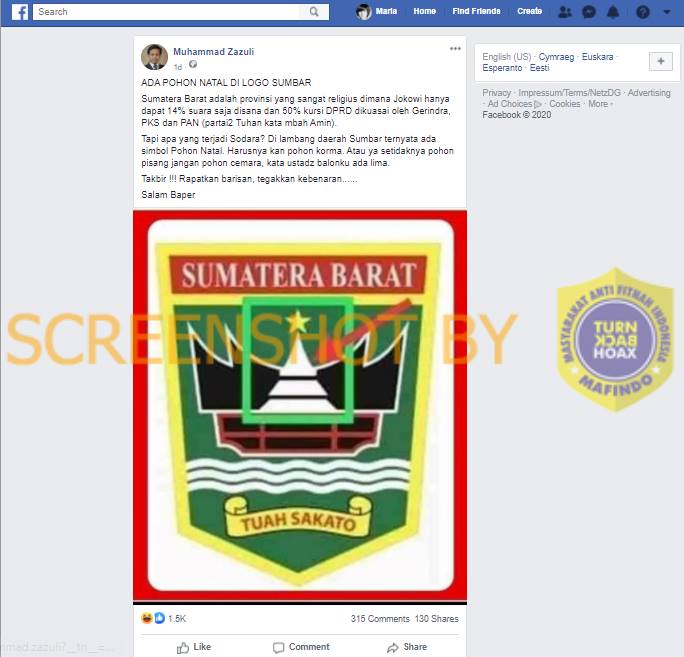 Search
Maria Home Find Friends Create
Muhammad Zazuli
1d
English (US) · Cymraeg · Euskara ·
Esperanto · Eesti
Privacy · Impressum/Terms/NetzDG · Advertising
· Ad Choices · Cookies · More
Facebook © 2020
ADA POHON NATAL DI LOGO SUMBAR
Sumatera Barat adalah provinsi yang sangat religius dimana Jokowi hanya
dapat 14% suara saja disana dan 50% kursi DPRD dikuasai oleh Gerindra,
PKS dan PAN (partai2 Tuhan kata mbah Amin).
Tapi apa yang terjadi Sodara? Di lambang daerah Sumbar ternyata ada
simbol Pohon Natal. Harusnya kan pohon korma. Atau ya setidaknya pohon
pisang jangan pohon cemara, kata ustadz balonku ada lima.
Takbir !!! Rapatkan barisan, tegakkan kebenaran......
Salam Baper
SUMATERA BARAT
SCREENSHOT BY
MASYARAKAT ANTI FITNAH INDONESIA
TURN
BACK
HOAX
MAFINDO
TUAH SAKATO
1.5K 315 Comments 130 Shares
Like Comment Share
mmad.zazuli?__tn__=...